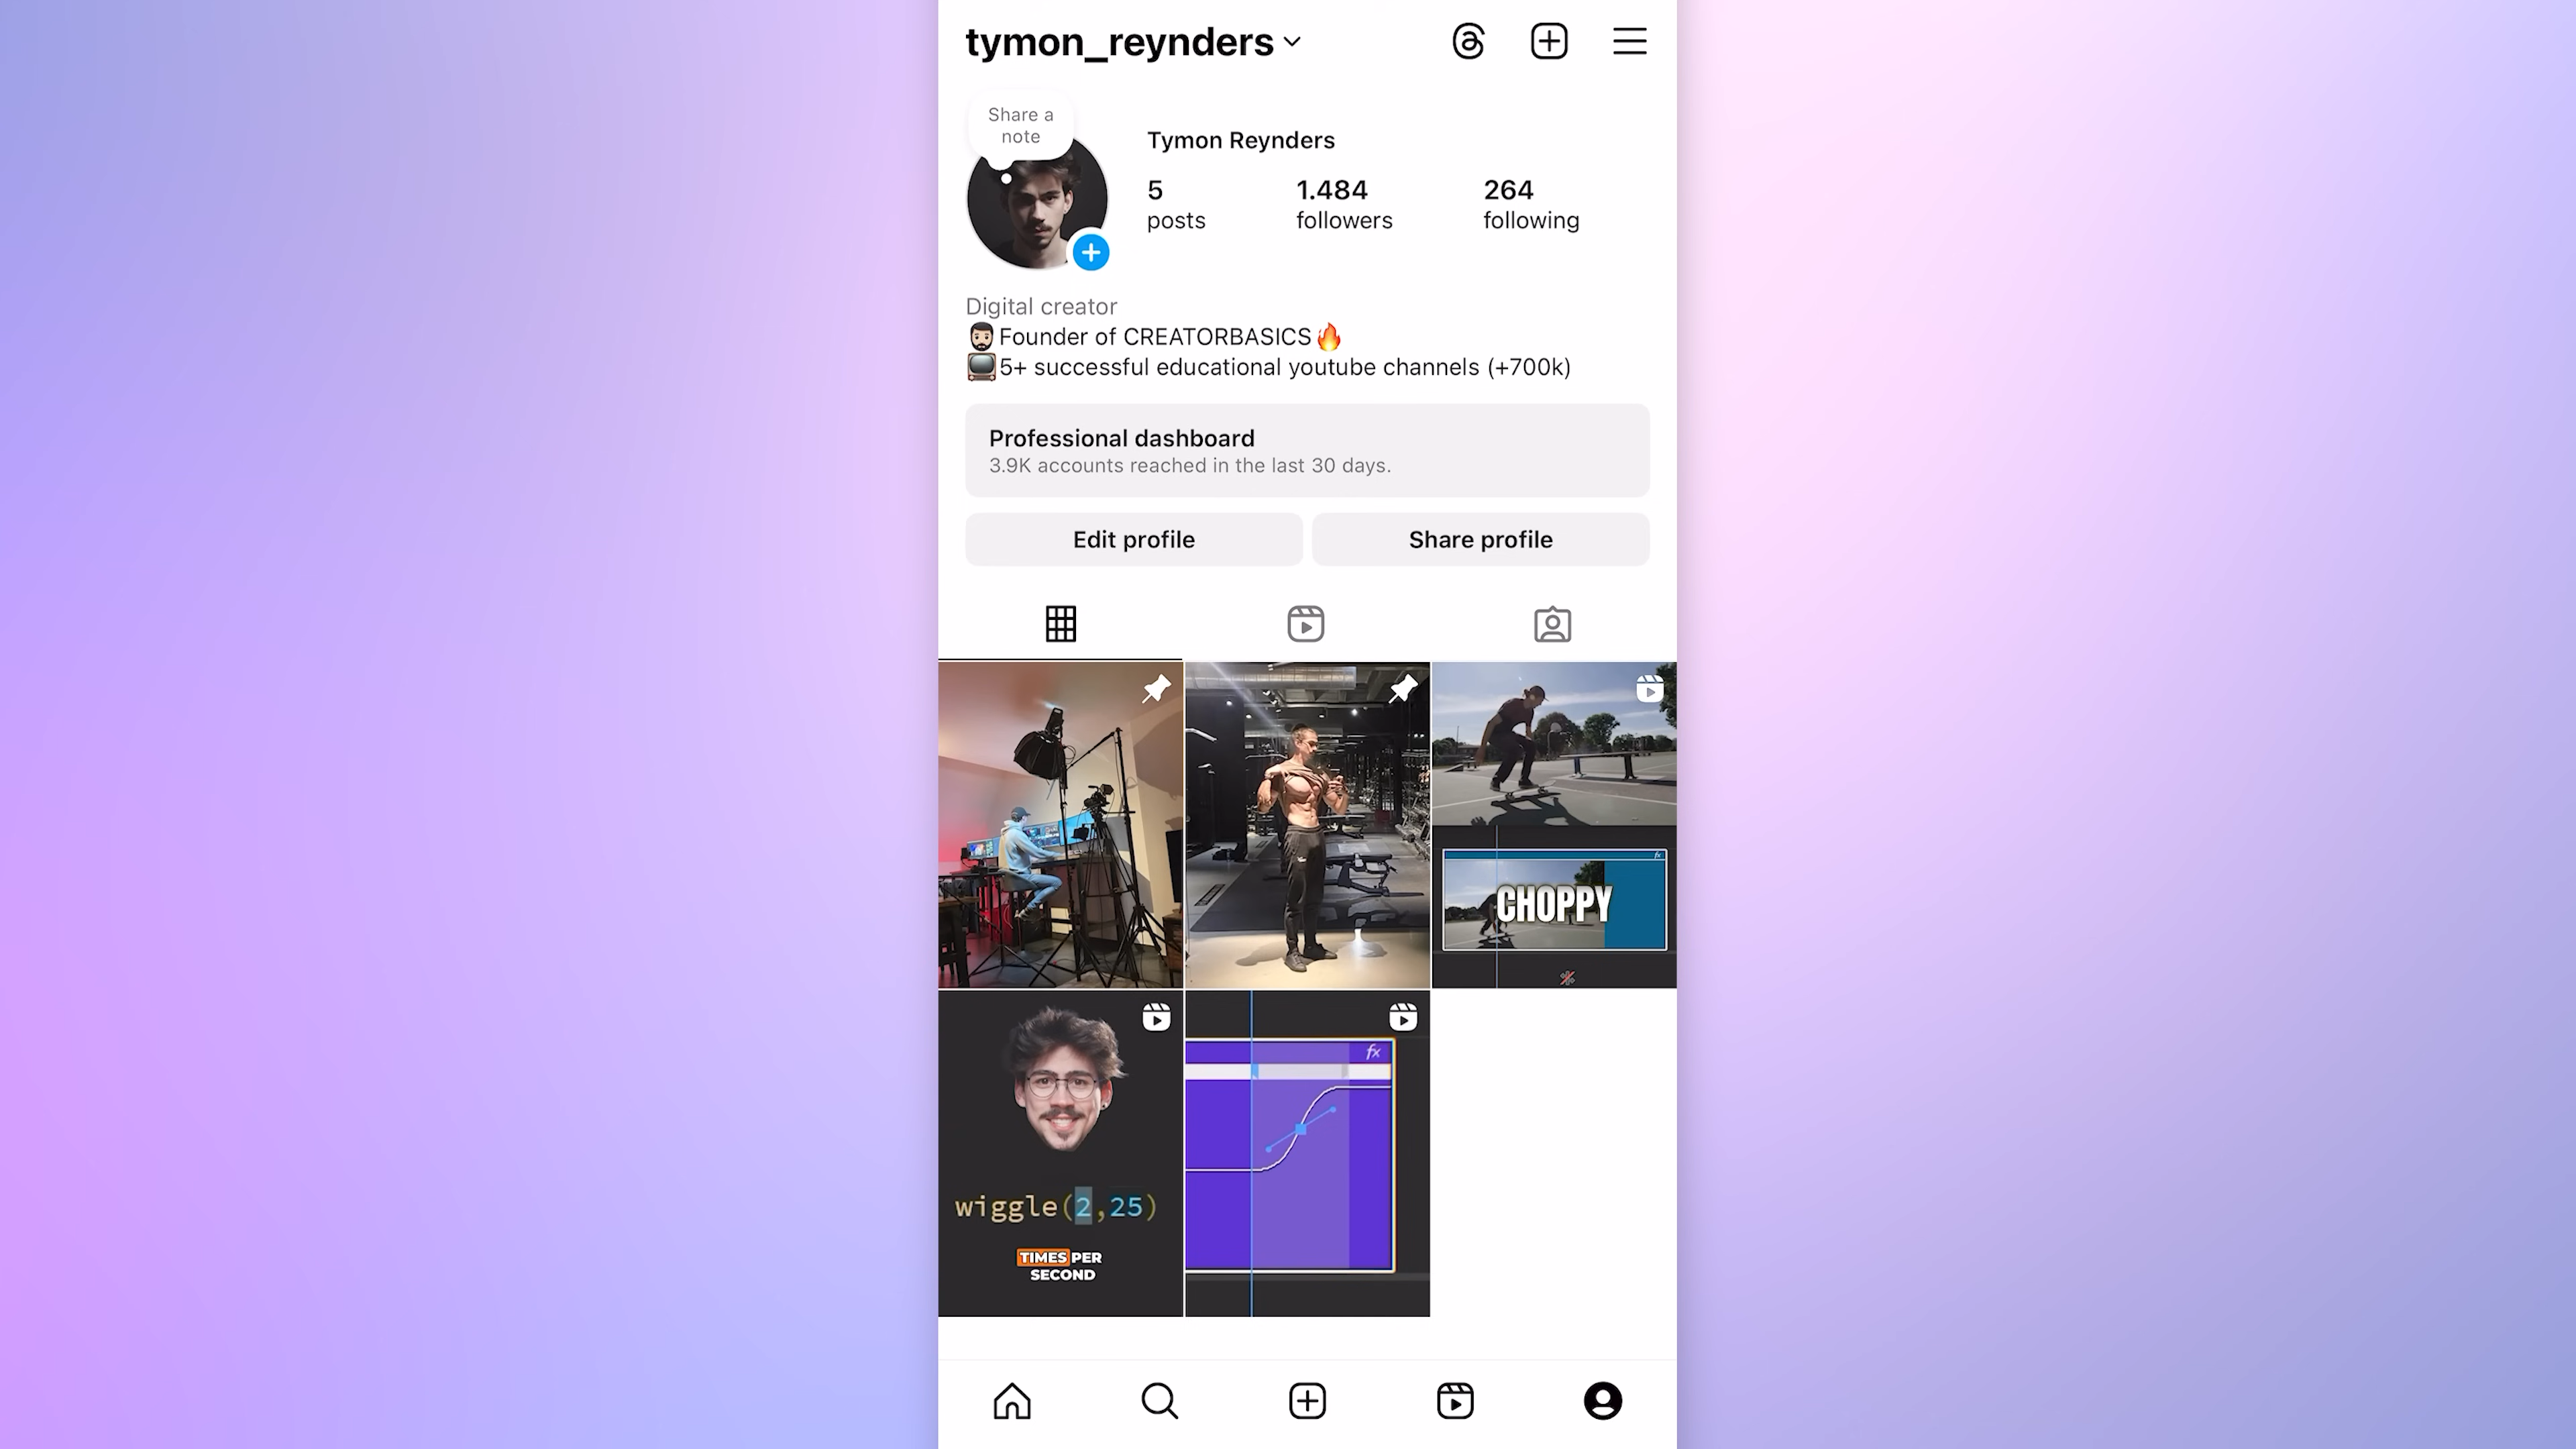 tymon_reynders
Share a
note
Tymon Reynders
5
posts
1.484
followers
264
following
Digital creator
🧔🏻Founder of CREATORBASICS🔥
📺5+ successful educational youtube channels (+700k)
Professional dashboard
3.9K accounts reached in the last 30 days.
Edit profile
Share profile
fx
CHOPPY
wiggle(2,25)
TIMES PER
SECOND
fx